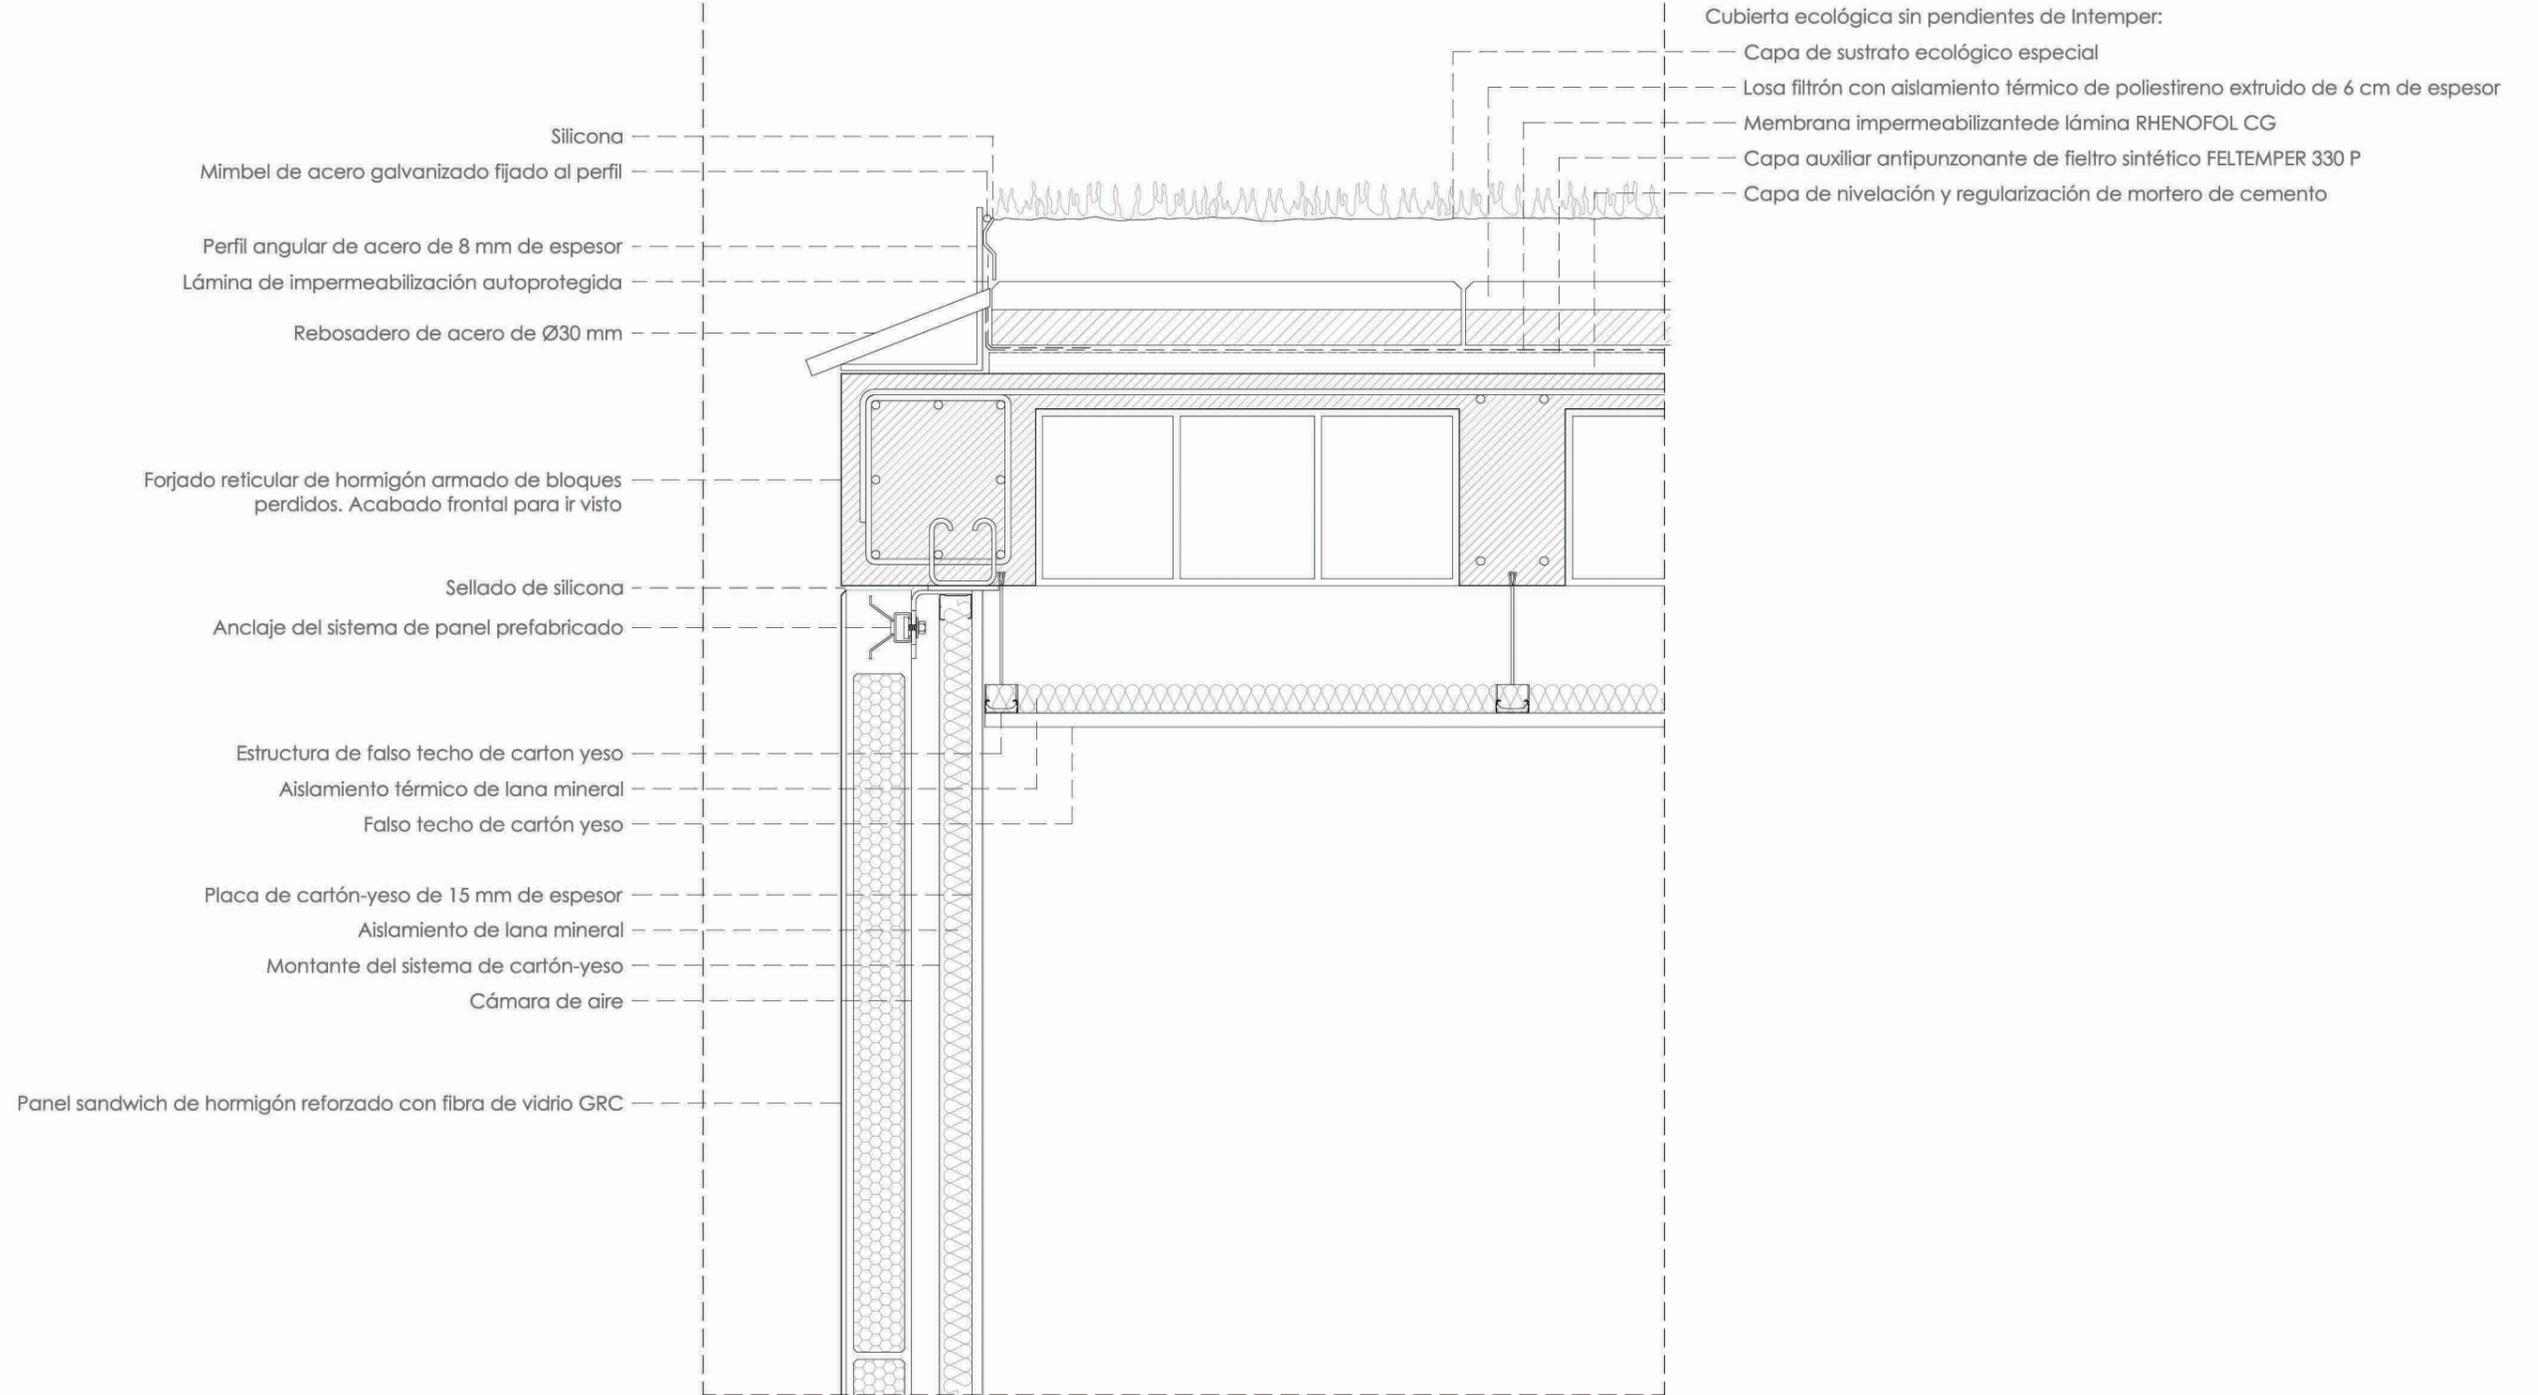 Cubierta ecológica sin pendientes de Intemper:
Capa de sustrato ecológico especial
Losa filtrón con aislamiento térmico de poliestireno extruido de 6 cm de espesor
Membrana impermeabilizantede lámina RHENOFOL CG
Capa auxiliar antipunzonante de fieltro sintético FELTEMPER 330 P
Capa de nivelación y regularización de mortero de cemento
Silicona
Mimbel de acero galvanizado fijado al perfil
Perfil angular de acero de 8 mm de espesor
Lámina de impermeabilización autoprotegida
Rebosadero de acero de Ø30 mm
Forjado reticular de hormigón armado de bloques
perdidos. Acabado frontal para ir visto
Sellado de silicona
Anclaje del sistema de panel prefabricado
Estructura de falso techo de carton yeso
Aislamiento térmico de lana mineral
Falso techo de cartón yeso
Placa de cartón-yeso de 15 mm de espesor
Aislamiento de lana mineral
Montante del sistema de cartón-yeso
Cámara de aire
Panel sandwich de hormigón reforzado con fibra de vidrio GRC